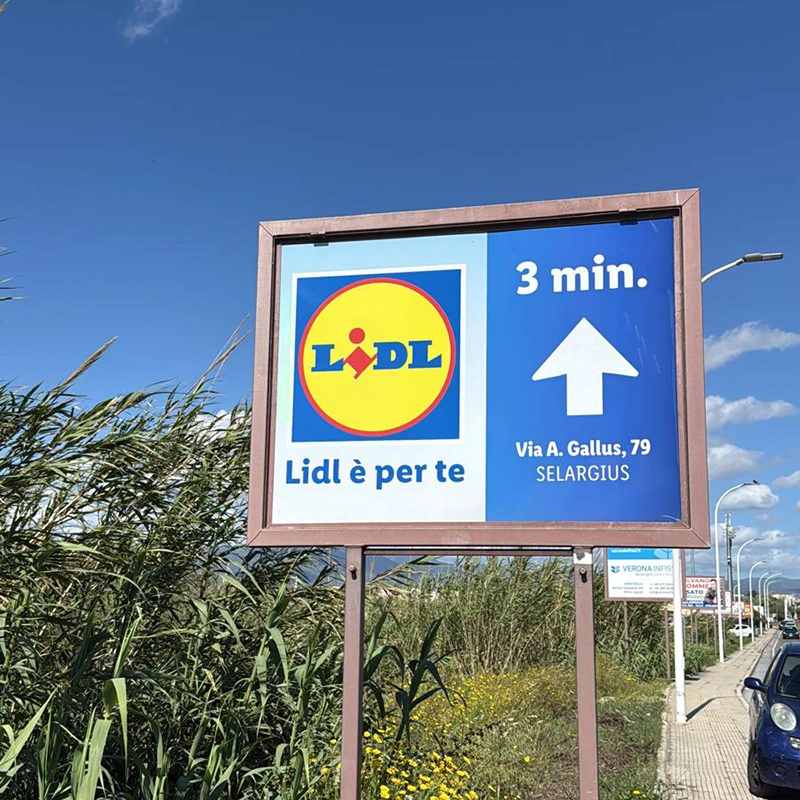 LIDL
Lidl è per te
3 min.
Via A. Gallus, 79
SELARGIUS
VERONA INFISSI